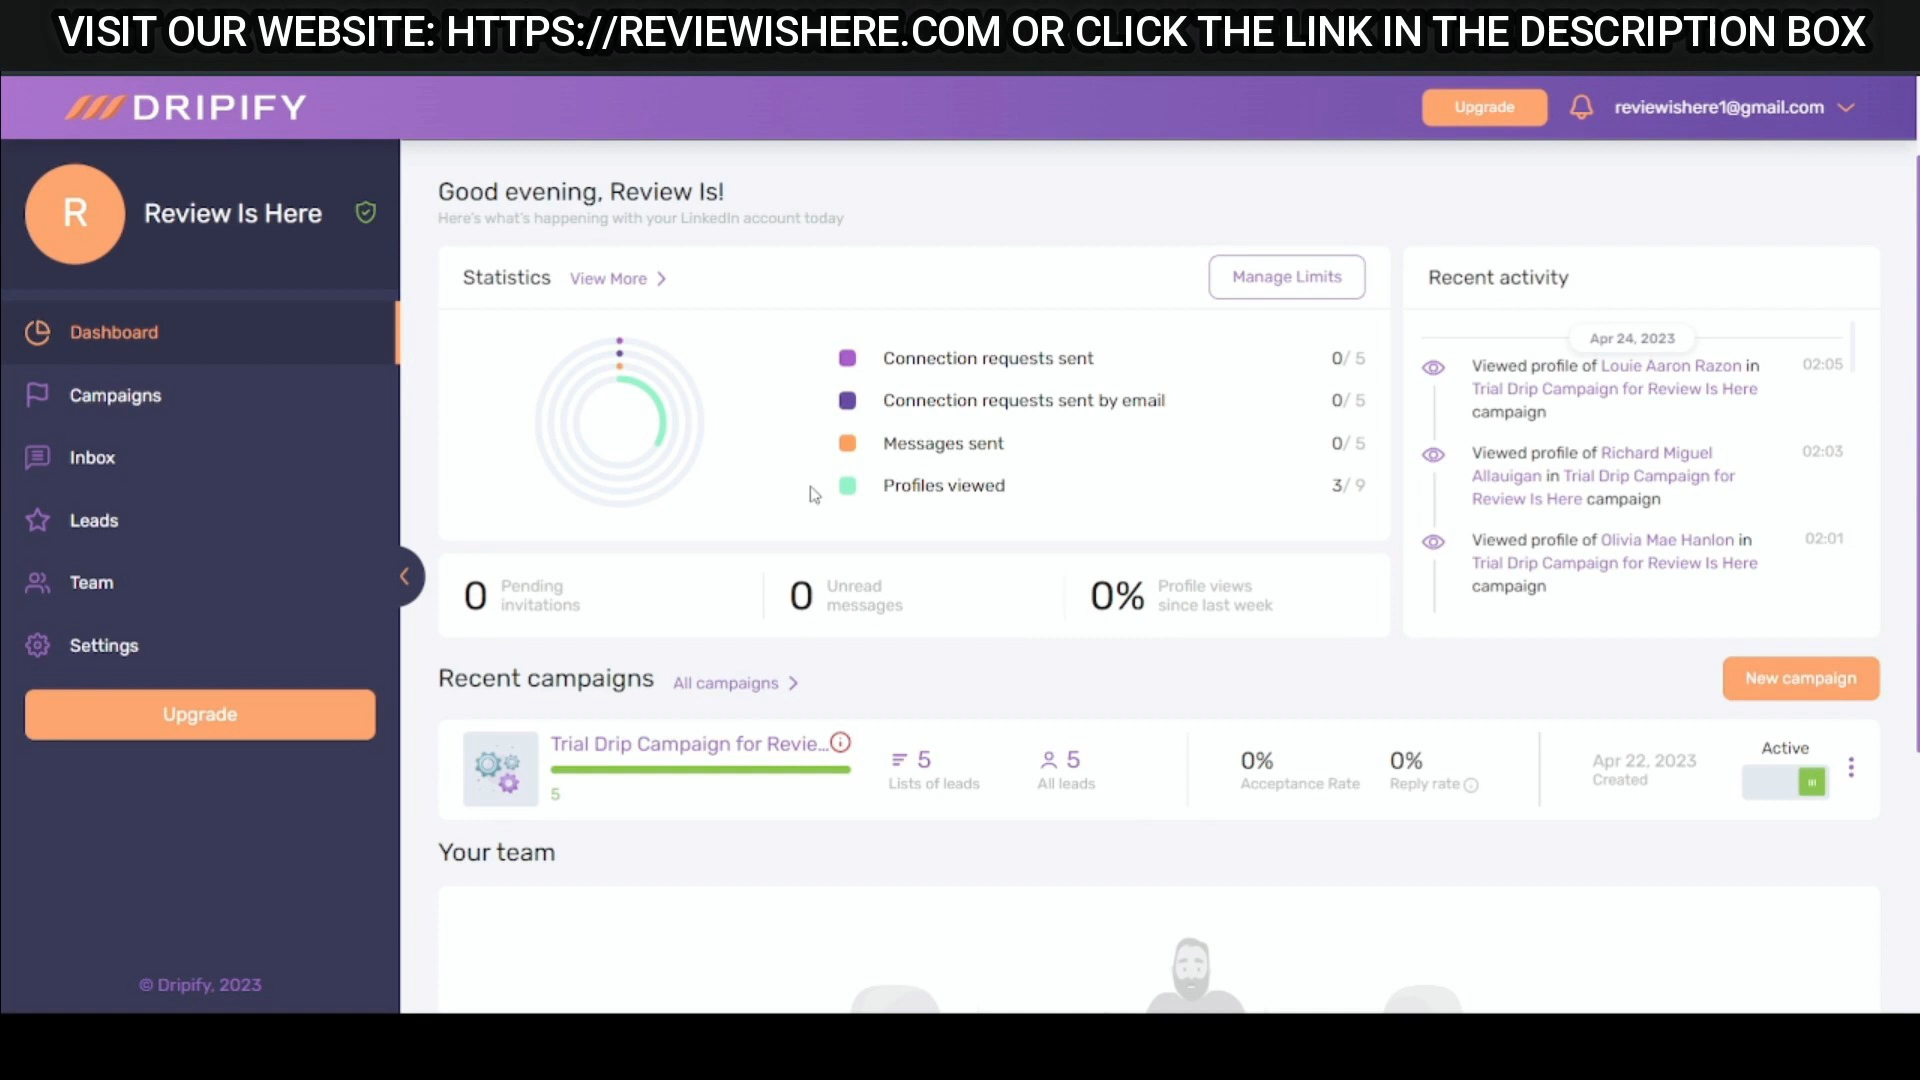 VISIT OUR WEBSITE: HTTPS://REVIEWISHERE.COM OR CLICK THE LINK IN THE DESCRIPTION BOX
DRIPIFY
Upgrade
reviewishere1@gmail.com
R
Review Is Here
Dashboard
Campaigns
Inbox
Leads
Team
Settings
Upgrade
© Dripify, 2023
Good evening, Review Is!
Here's what's happening with your LinkedIn account today
Statistics View More
Manage Limits
Connection requests sent 0/ 5
Connection requests sent by email 0/ 5
Messages sent 0/ 5
Profiles viewed 3/ 9
0 Pending invitations
0 Unread messages
0% Profile views since last week
Recent activity
Apr 24, 2023
Viewed profile of Louie Aaron Razon in 02:05
Trial Drip Campaign for Review Is Here
campaign
Viewed profile of Richard Miguel 02:03
Allauigan in Trial Drip Campaign for
Review Is Here campaign
Viewed profile of Olivia Mae Hanlon in 02:01
Trial Drip Campaign for Review Is Here
campaign
Recent campaigns All campaigns
New campaign
Trial Drip Campaign for Revie...
5
5
Lists of leads
5
All leads
0%
Acceptance Rate
0%
Reply rate
Apr 22, 2023
Created
Active
Your team